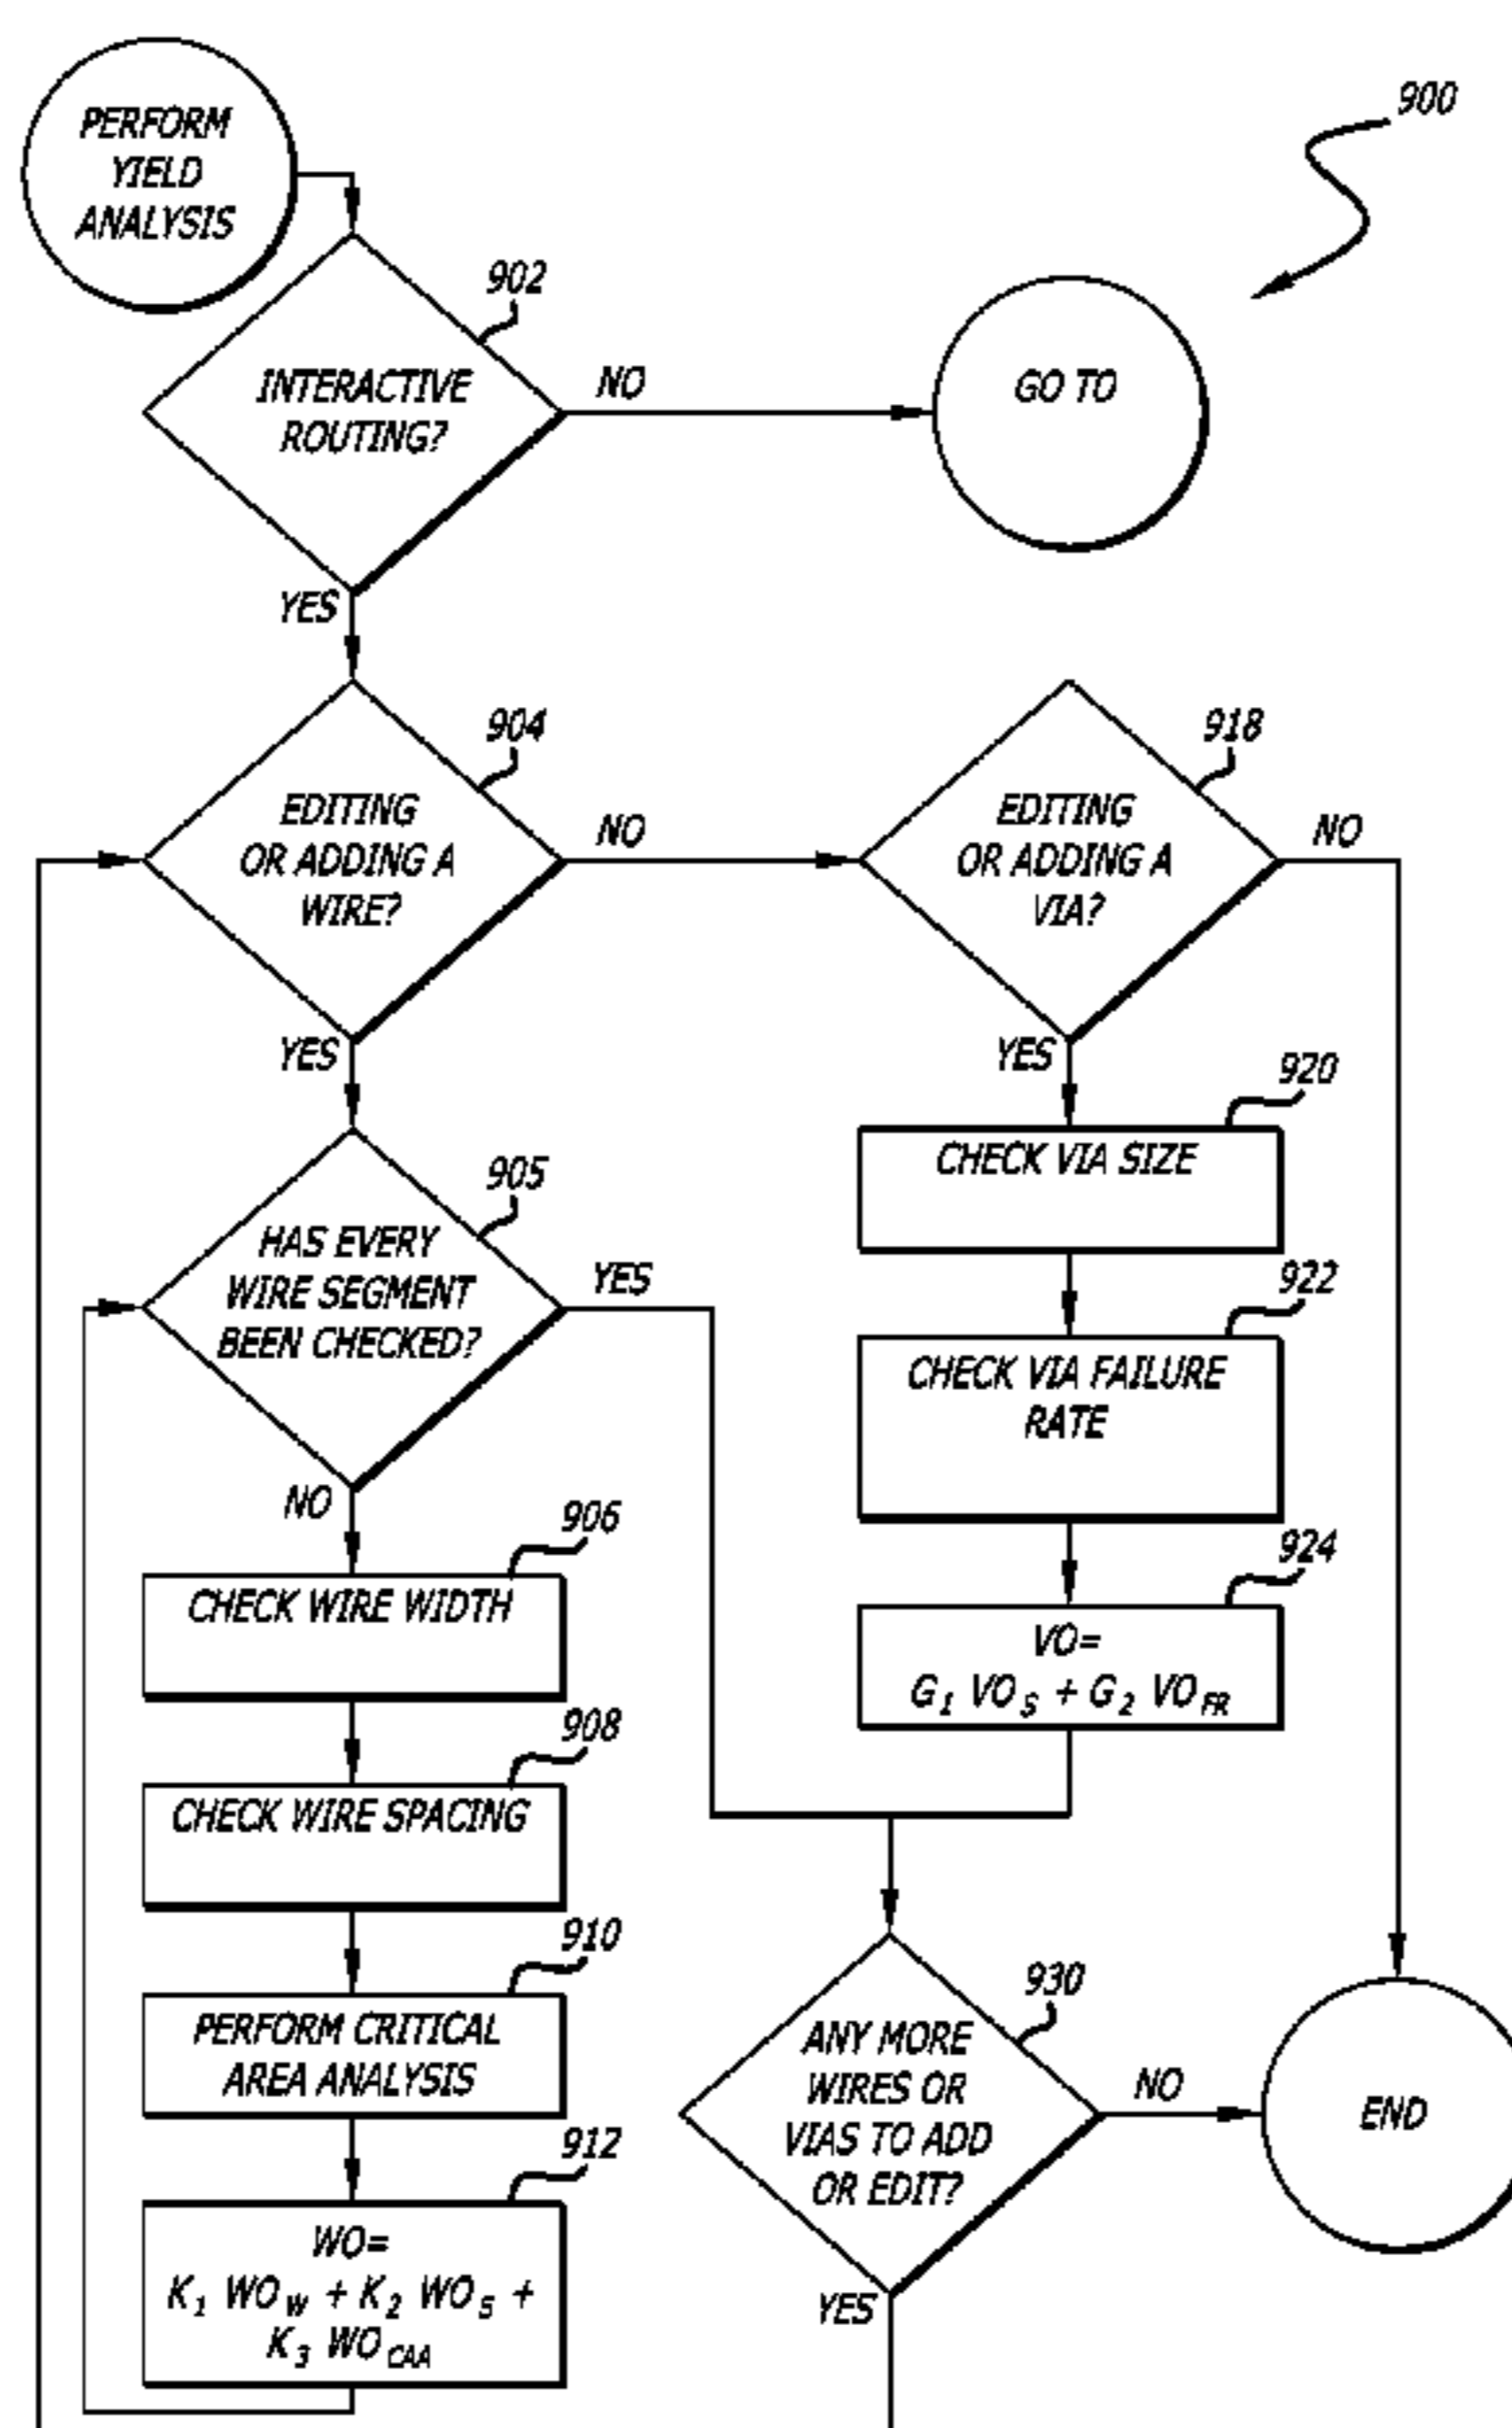 PERFORM
YIELD
ANALYSIS
900
902
INTERACTIVE
ROUTING?
NO
GO TO
YES
904
EDITING
OR ADDING A
WIRE?
NO
918
EDITING
OR ADDING A
VIA?
NO
YES
YES
905
HAS EVERY
WIRE SEGMENT
BEEN CHECKED?
YES
NO
920
CHECK VIA SIZE
922
CHECK VIA FAILURE
RATE
924
VO=
G1 VOS + G2 VOFR
906
CHECK WIRE WIDTH
908
CHECK WIRE SPACING
910
PERFORM CRITICAL
AREA ANALYSIS
912
WO=
K1 WOW + K2 WOS +
K3 WOCAA
930
ANY MORE
WIRES OR
VIAS TO ADD
OR EDIT?
NO
END
YES